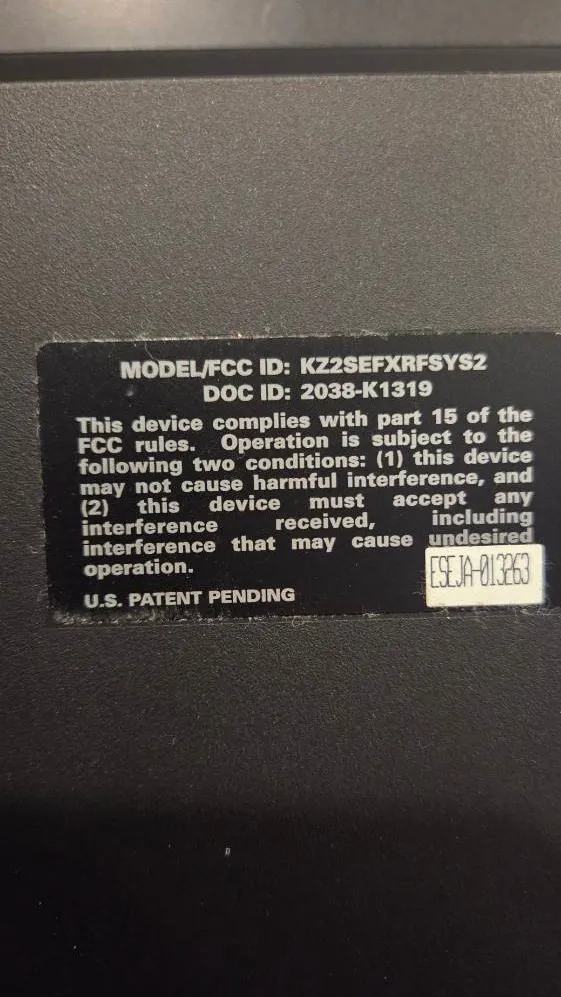 MODEL/FCC ID: KZ2SEFXRFSYS2
DOC ID: 2038-K1319
This device complies with part 15 of the
FCC rules. Operation is subject to the
following two conditions: (1) this device
may not cause harmful interference, and
(2) this device must accept any
interference received, including
interference that may cause undesired
operation.
ESEJA-013263
U.S. PATENT PENDING